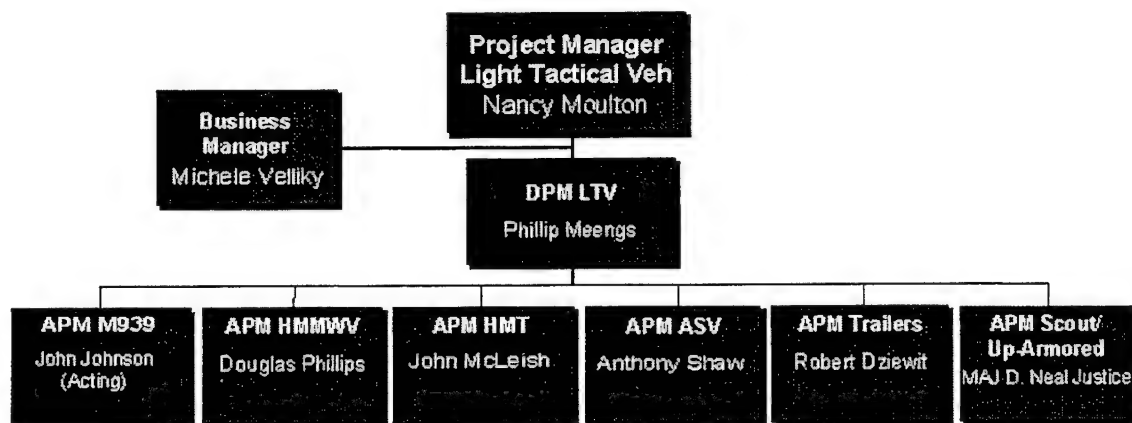 Project Manager
Light Tactical Veh
Nancy Moulton
Business
Manager
Michele Velliky
DPM LTV
Phillip Meengs
APM M939
John Johnson
(Acting)
APM HMMWV
Douglas Phillips
APM HMT
John McLeish
APM ASV
Anthony Shaw
APM Trailers
Robert Dziewit
APM Scout/
Up-Armored
MAJ D. Neal Justice